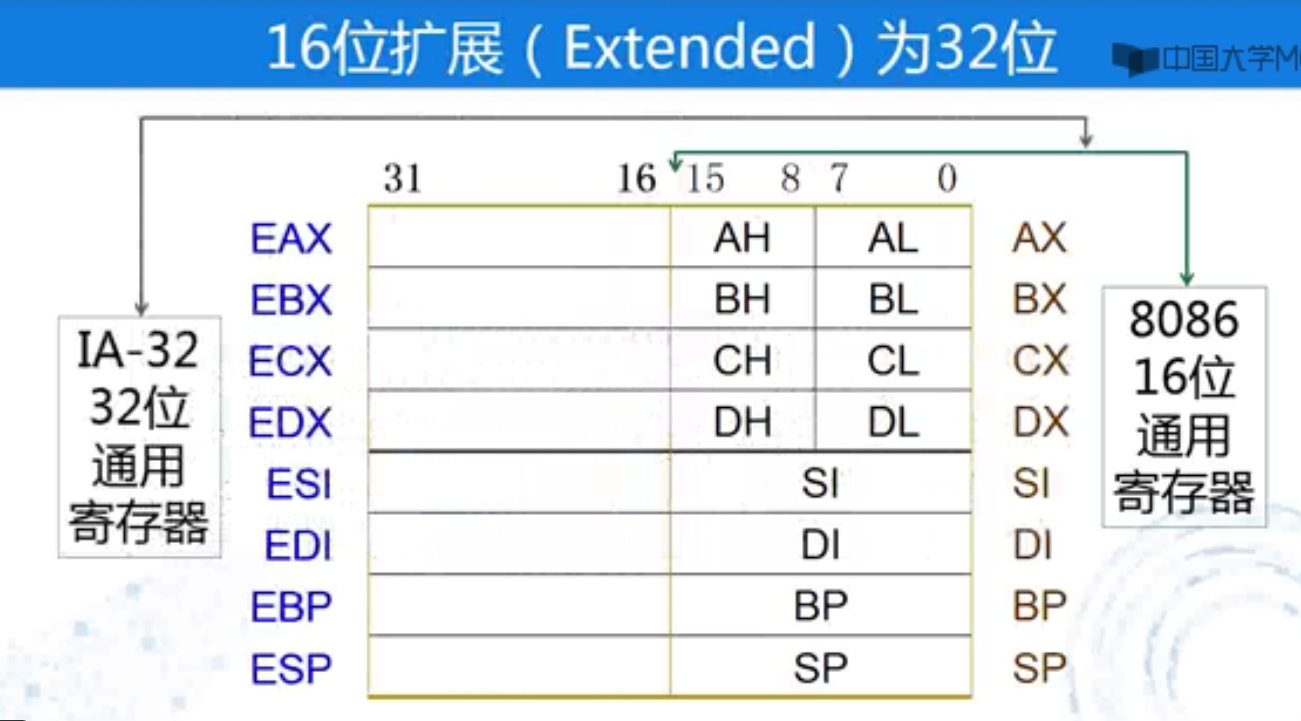 16位扩展（Extended）为32位
中国大学M
31 16 15 8 7 0
EAX AH AL AX
EBX BH BL BX
ECX CH CL CX
EDX DH DL DX
ESI SI SI
EDI DI DI
EBP BP BP
ESP SP SP
IA-32
32位
通用
寄存器
8086
16位
通用
寄存器